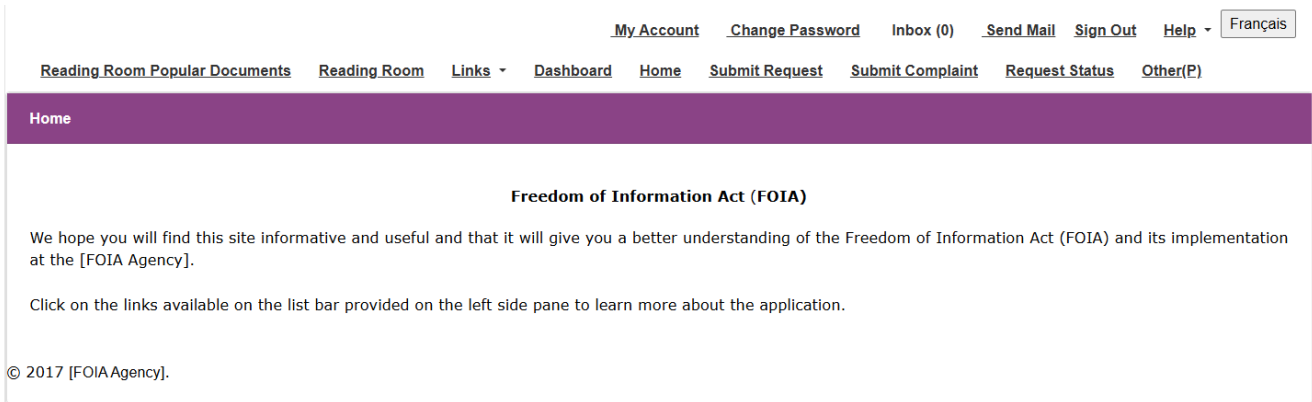 My Account Change Password Inbox (0) Send Mail Sign Out Help Français
Reading Room Popular Documents Reading Room Links Dashboard Home Submit Request Submit Complaint Request Status Other(P)
Home
Freedom of Information Act (FOIA)
We hope you will find this site informative and useful and that it will give you a better understanding of the Freedom of Information Act (FOIA) and its implementation
at the [FOIA Agency].
Click on the links available on the list bar provided on the left side pane to learn more about the application.
© 2017 [FOIA Agency].